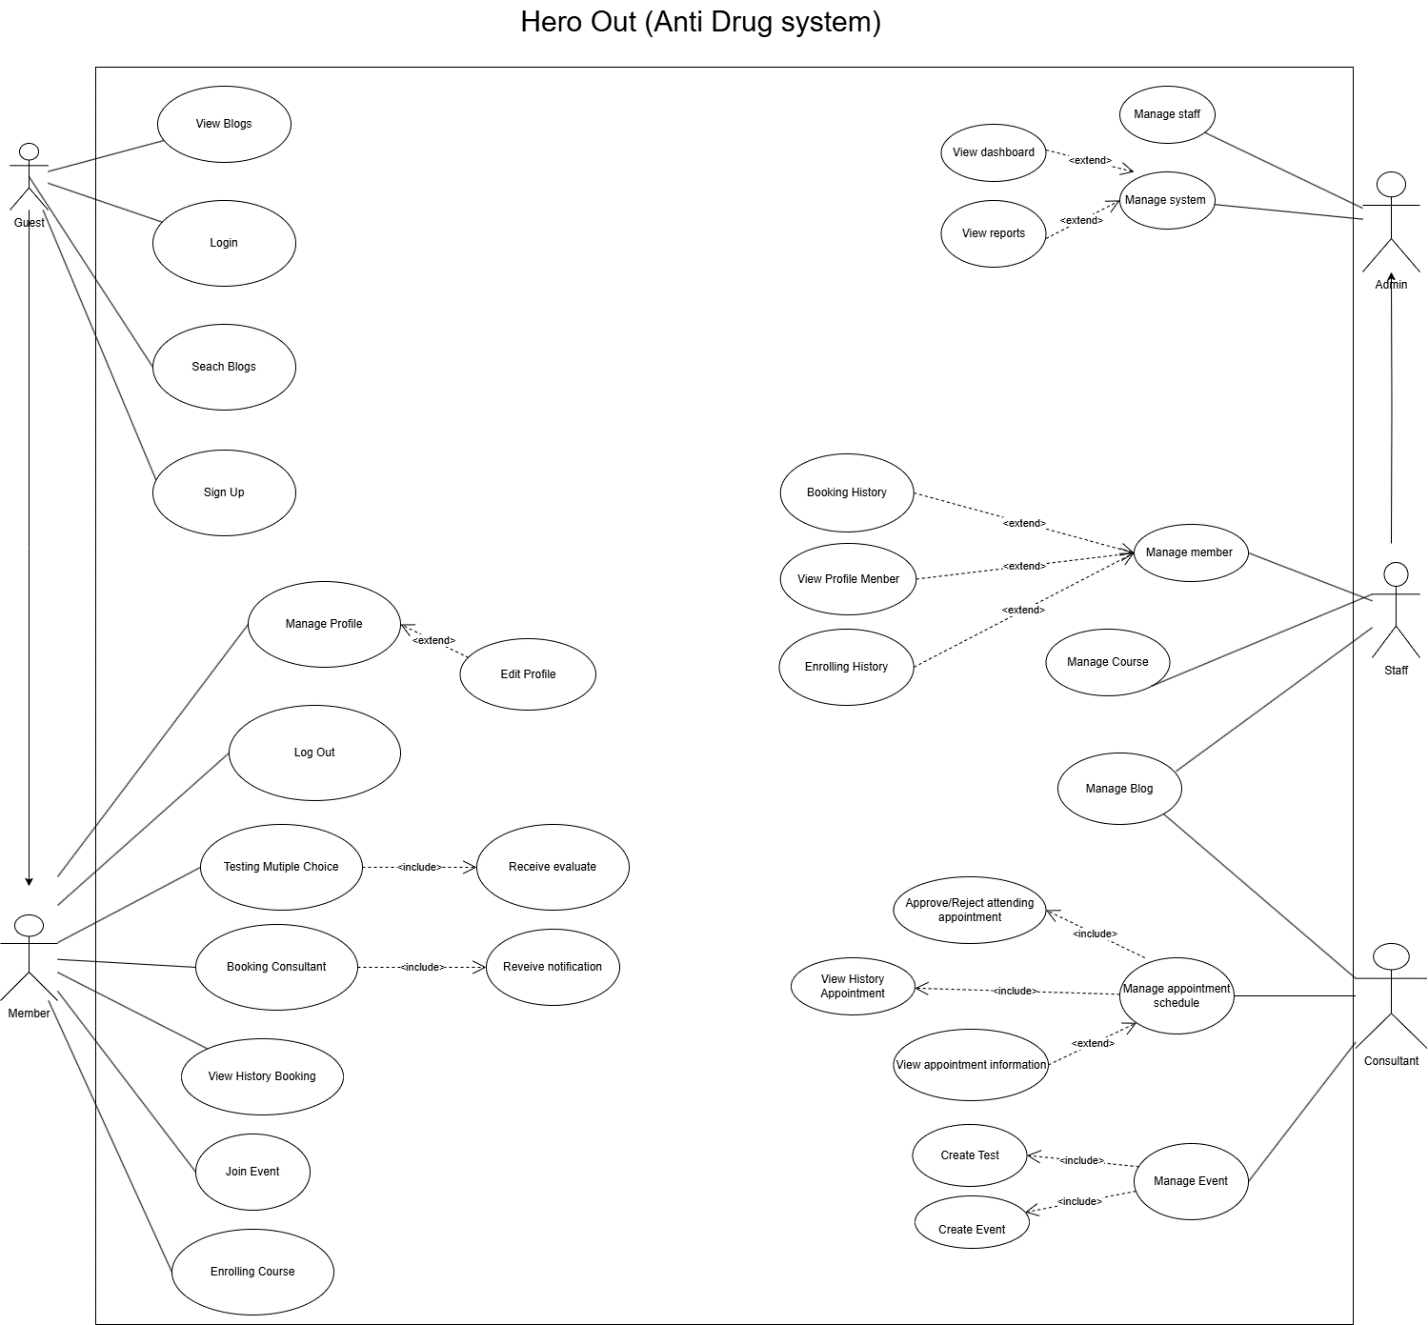 Hero Out (Anti Drug system)
View Blogs
Manage staff
View dashboard
<extend>
Manage system
View reports
<extend>
Guest
Login
Admin
Seach Blogs
Sign Up
Booking History
<extend>
Manage member
View Profile Menber
<extend>
Enrolling History
<extend>
Manage Course
Staff
Manage Profile
<extend>
Edit Profile
Log Out
Manage Blog
Testing Mutiple Choice
<include>
Receive evaluate
Approve/Reject attending
appointment
<include>
Booking Consultant
<include>
Reveive notification
View History
Appointment
<include>
Manage appointment
schedule
Member
<extend>
View appointment information
Consultant
View History Booking
Create Test
<include>
Manage Event
<include>
Create Event
Join Event
Enrolling Course